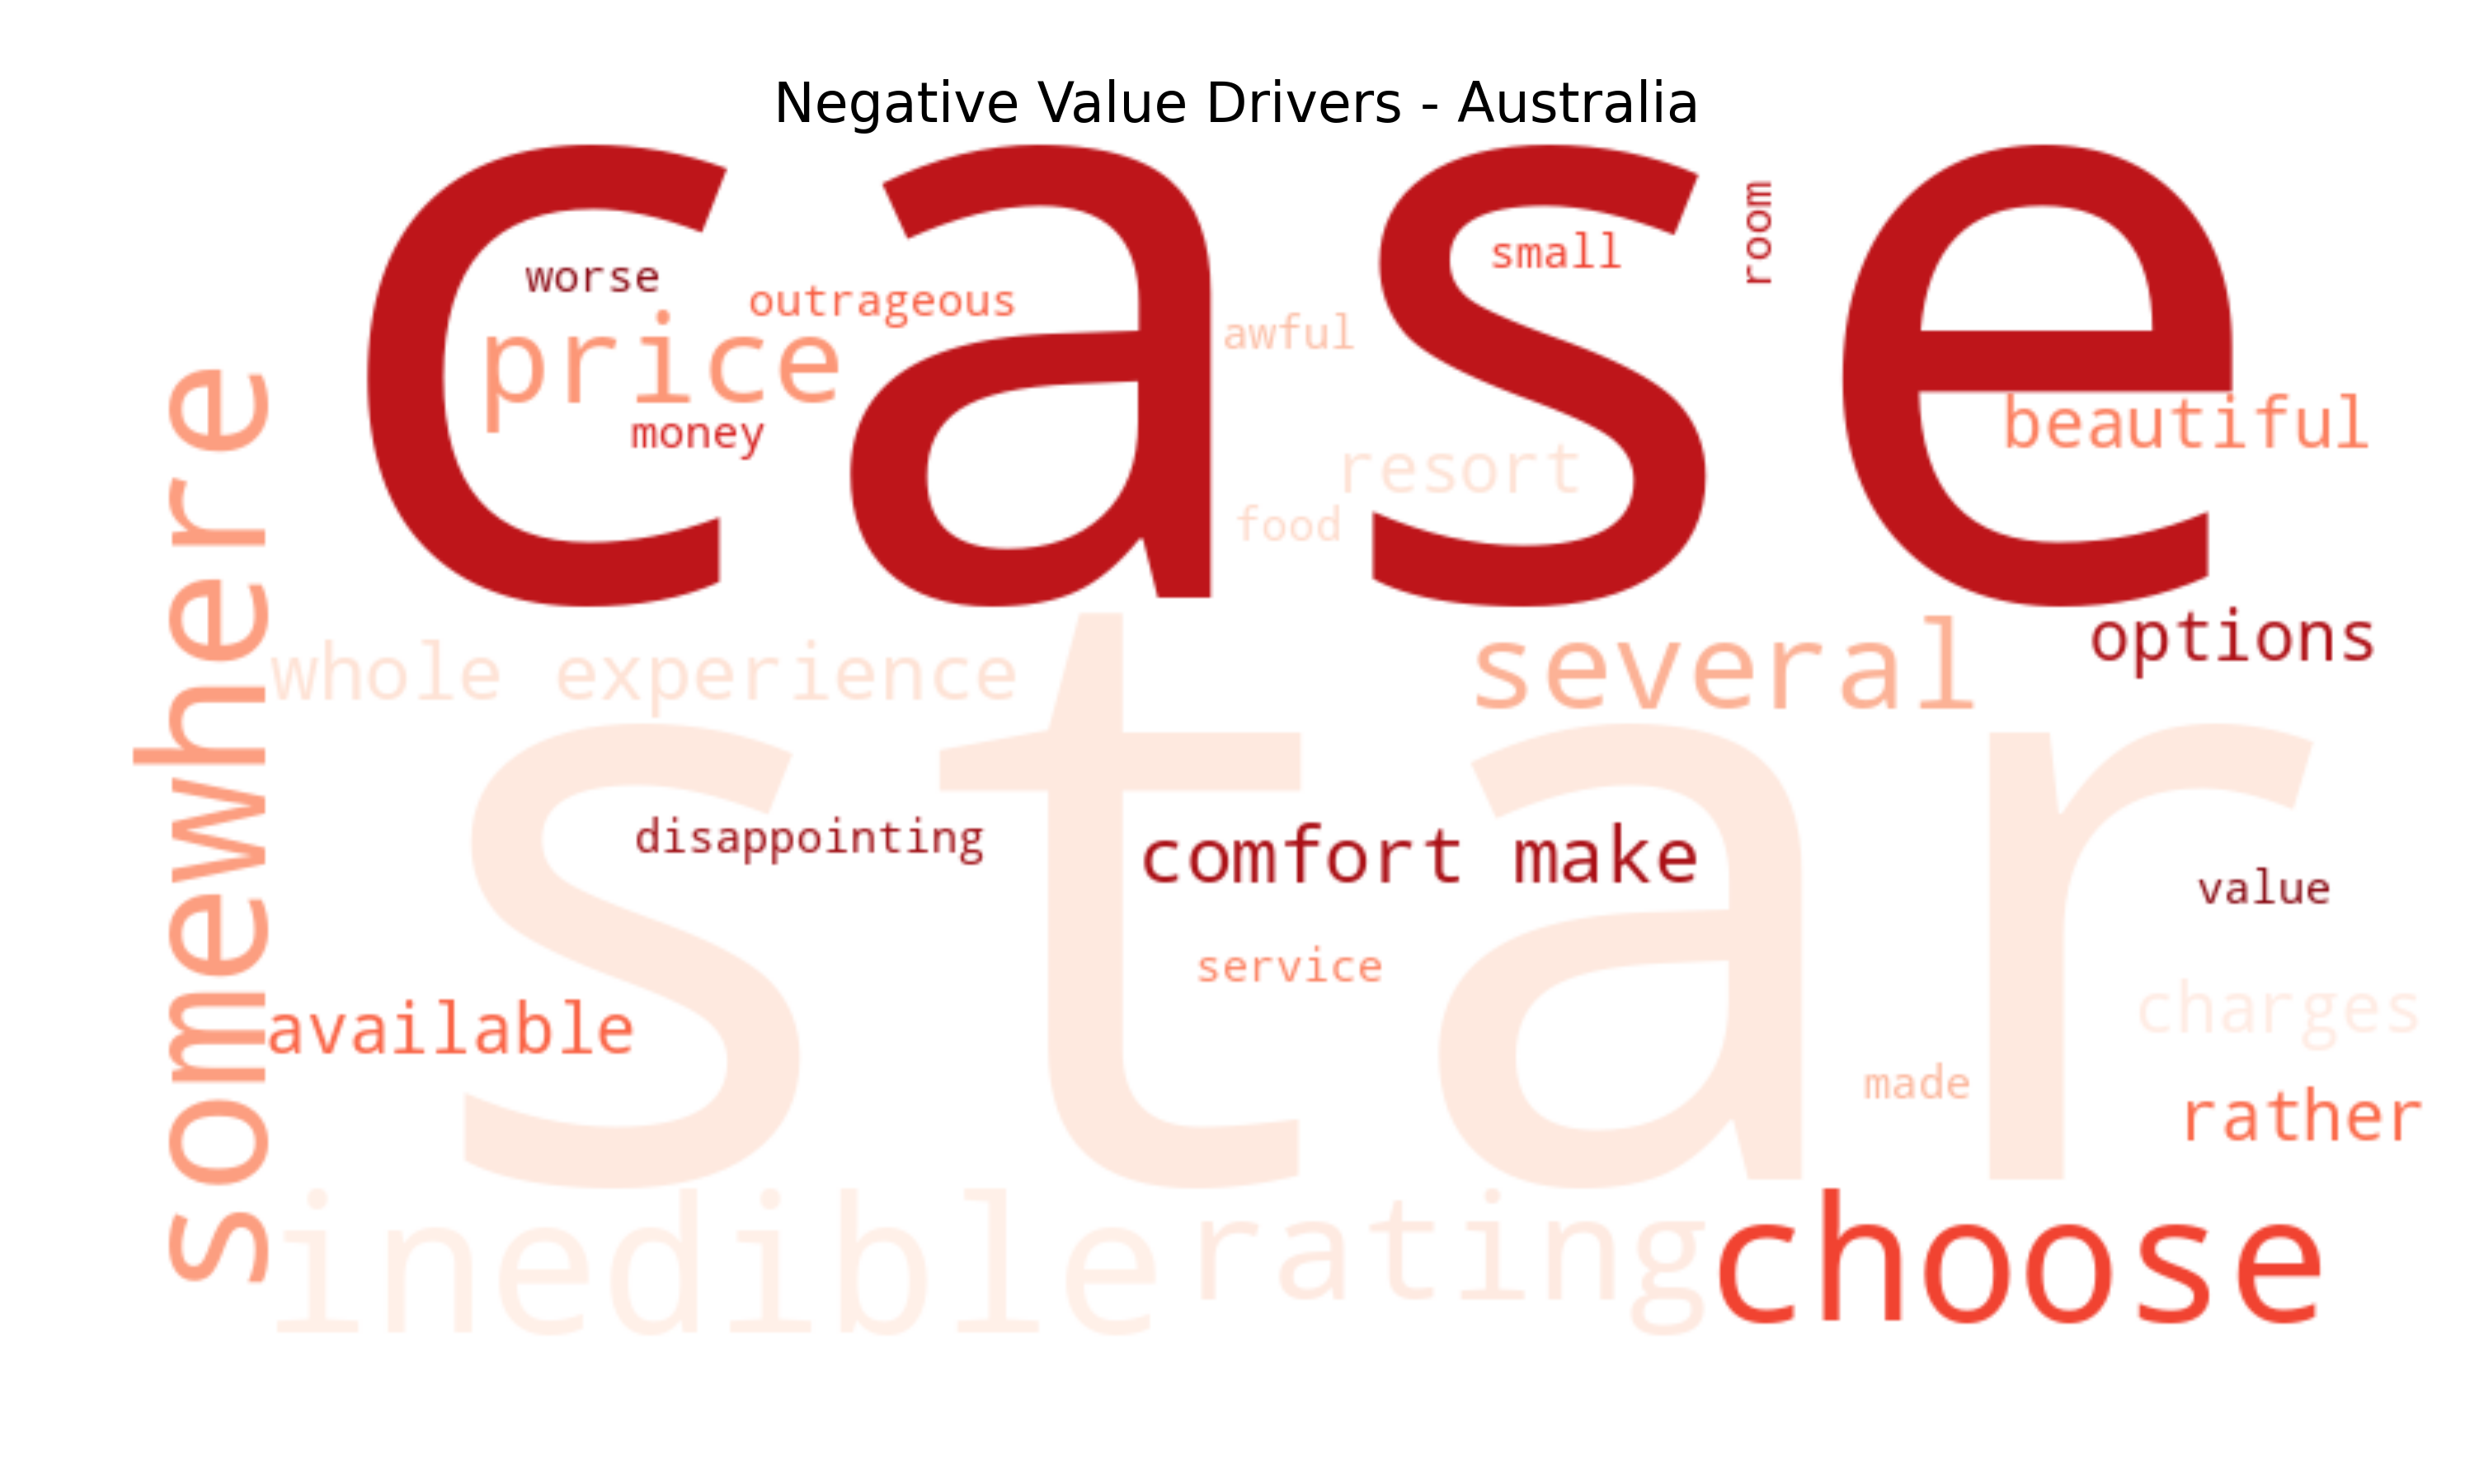 Negative Value Drivers - Australia
case
room
small
worse
outrageous
price
awful
money
beautiful
resort
food
somewhere
options
whole experience
several
star
disappointing
comfort make
value
service
available
charges
made
rather
inedible
rating
choose